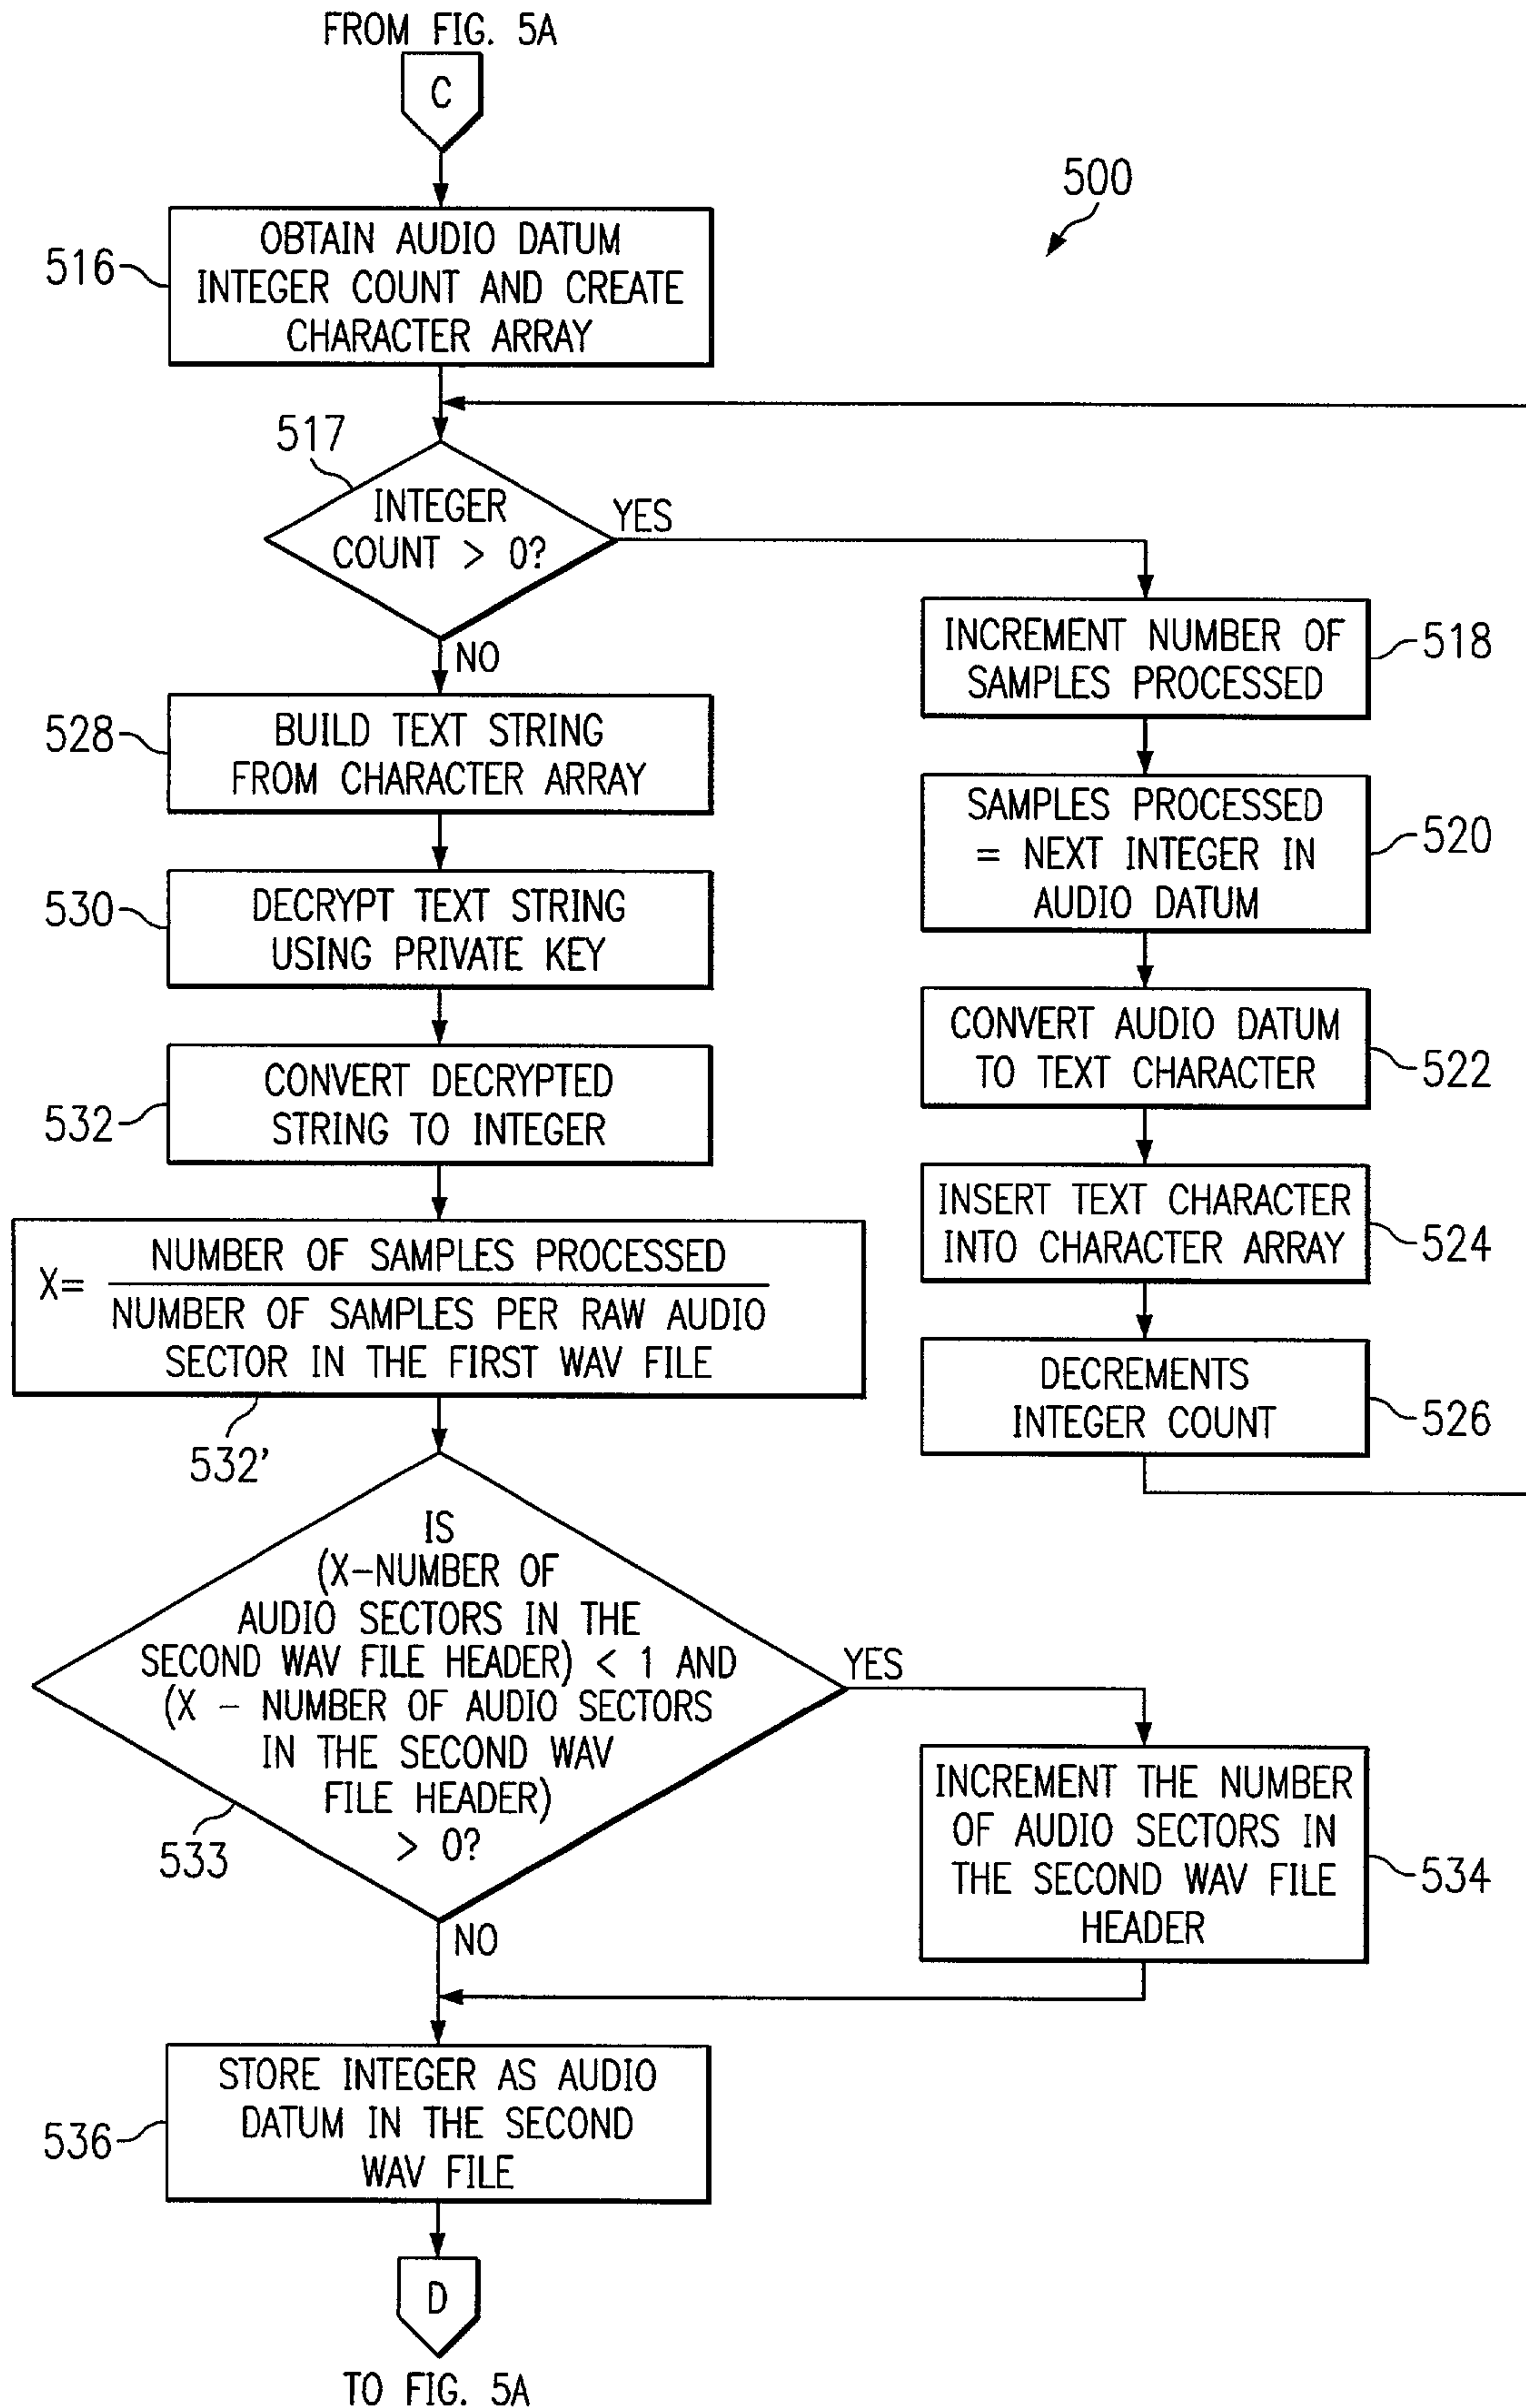 FROM FIG. 5A
C
500
516
OBTAIN AUDIO DATUM
INTEGER COUNT AND CREATE
CHARACTER ARRAY
517
INTEGER
COUNT > 0?
YES
NO
INCREMENT NUMBER OF
SAMPLES PROCESSED
518
SAMPLES PROCESSED
= NEXT INTEGER IN
AUDIO DATUM
520
CONVERT AUDIO DATUM
TO TEXT CHARACTER
522
INSERT TEXT CHARACTER
INTO CHARACTER ARRAY
524
DECREMENTS
INTEGER COUNT
526
528
BUILD TEXT STRING
FROM CHARACTER ARRAY
530
DECRYPT TEXT STRING
USING PRIVATE KEY
532
CONVERT DECRYPTED
STRING TO INTEGER
X=
NUMBER OF SAMPLES PROCESSED
NUMBER OF SAMPLES PER RAW AUDIO
SECTOR IN THE FIRST WAV FILE
532'
IS
(X-NUMBER OF
AUDIO SECTORS IN THE
SECOND WAV FILE HEADER) < 1 AND
(X - NUMBER OF AUDIO SECTORS
IN THE SECOND WAV
FILE HEADER)
> 0?
533
YES
NO
INCREMENT THE NUMBER
OF AUDIO SECTORS IN
THE SECOND WAV FILE
HEADER
534
536
STORE INTEGER AS AUDIO
DATUM IN THE SECOND
WAV FILE
D
TO FIG. 5A